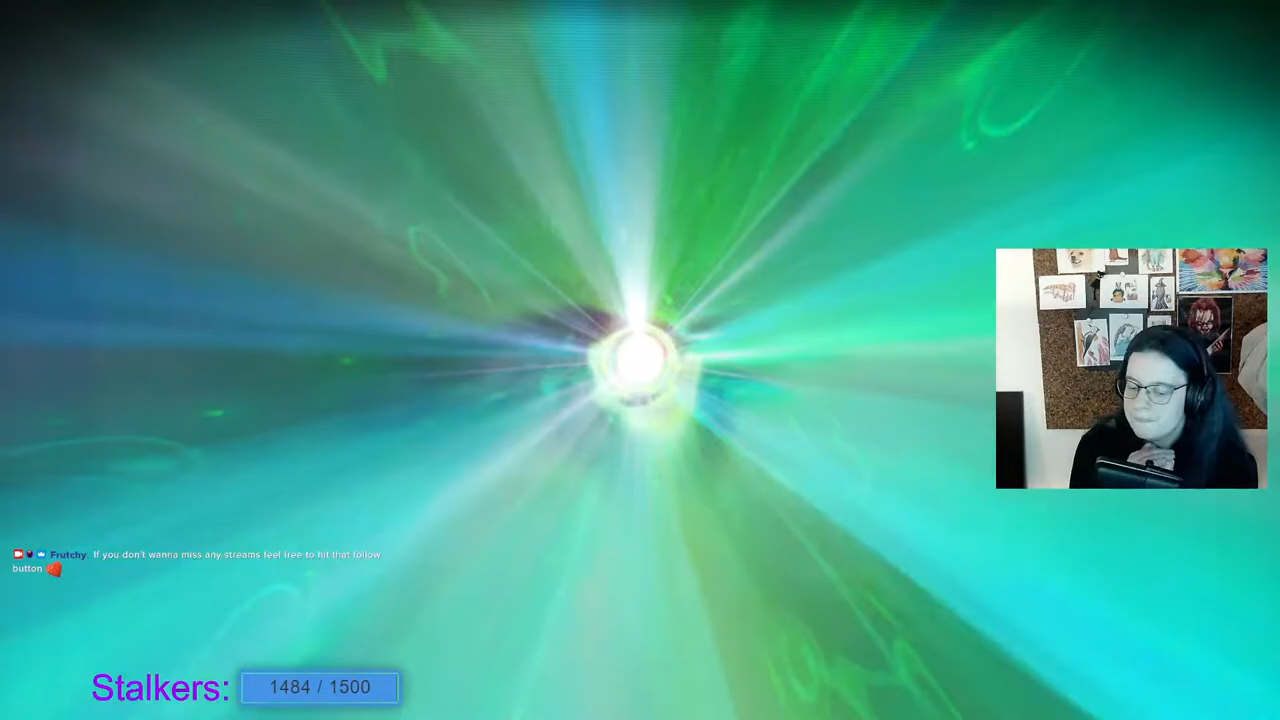 Frutchy: If you don't wanna miss any streams feel free to hit that follow
button
Stalkers: 1484 / 1500